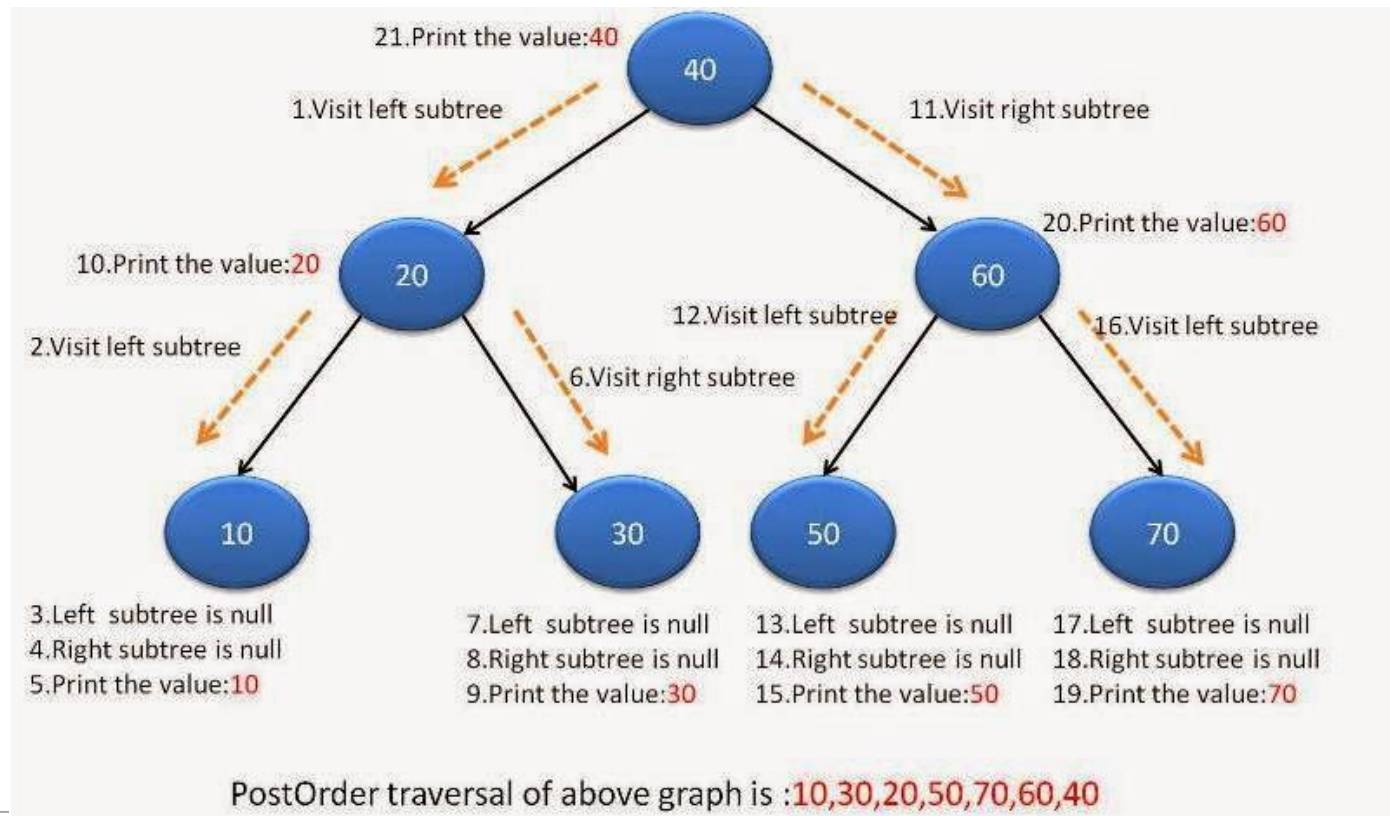 21.Print the value:40
40
1.Visit left subtree
11.Visit right subtree
20.Print the value:60
10.Print the value:20
20
60
12.Visit left subtree
16.Visit left subtree
2.Visit left subtree
6.Visit right subtree
10
30
50
70
3.Left subtree is null
4.Right subtree is null
5.Print the value:10
7.Left subtree is null
8.Right subtree is null
9.Print the value:30
13.Left subtree is null
14.Right subtree is null
15.Print the value:50
17.Left subtree is null
18.Right subtree is null
19.Print the value:70
PostOrder traversal of above graph is :10,30,20,50,70,60,40